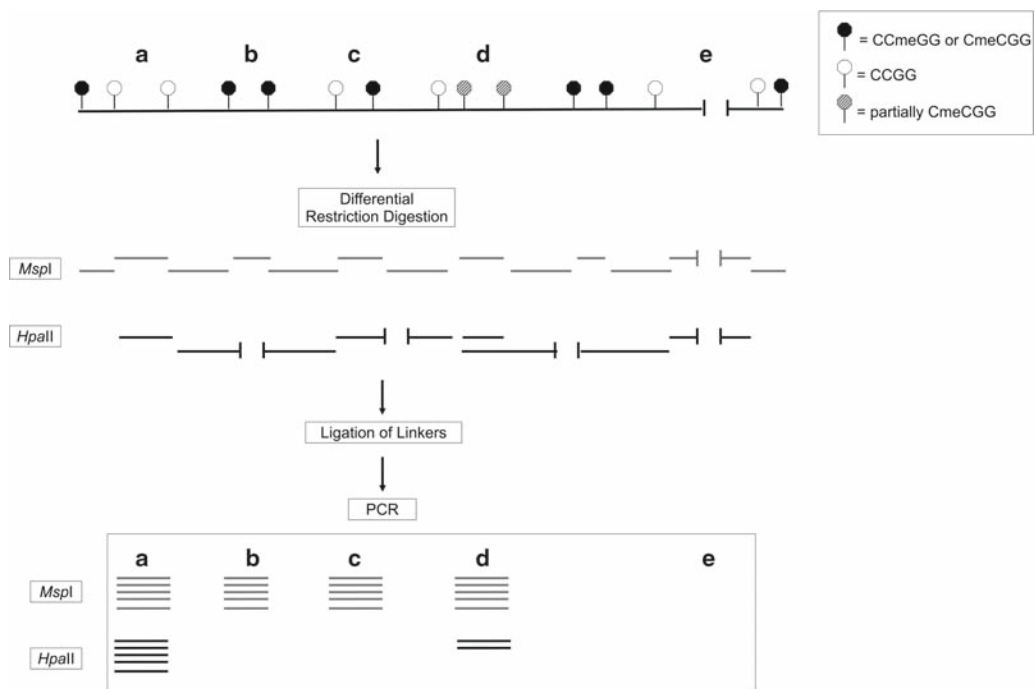 a b c d e
= CCmeGG or CmeCGG
= CCGG
= partially CmeCGG
Differential
Restriction Digestion
MspI
HpaII
Ligation of Linkers
PCR
a b c d e
MspI
HpaII